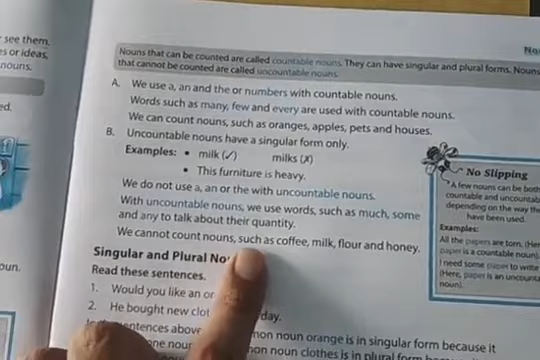 see them,
s or ideas,
nouns.
ed.
oun.
No
Nouns that can be counted are called countable nouns. They can have singular and plural forms. Nouns
that cannot be counted are called uncountable nouns.
A. We use a, an and the or numbers with countable nouns.
Words such as many, few and every are used with countable nouns.
We can count nouns, such as oranges, apples, pets and houses.
B. Uncountable nouns have a singular form only.
Examples: • milk (✓) milks (✗)
• This furniture is heavy.
We do not use a, an or the with uncountable nouns.
With uncountable nouns, we use words, such as much, some
and any to talk about their quantity.
We cannot count nouns, such as coffee, milk, flour and honey.
Singular and Plural No
Read these sentences.
1. Would you like an or
2. He bought new clot day.
entences above non noun orange is in singular form because it
one nou non noun clothes is in plural form
No Slipping
A few nouns can be both
countable and uncountab
depending on the way the
have been used.
Examples:
All the papers are torn. (Her
paper is a countable noun).
I need some paper to write
(Here, paper is an uncounta
noun).